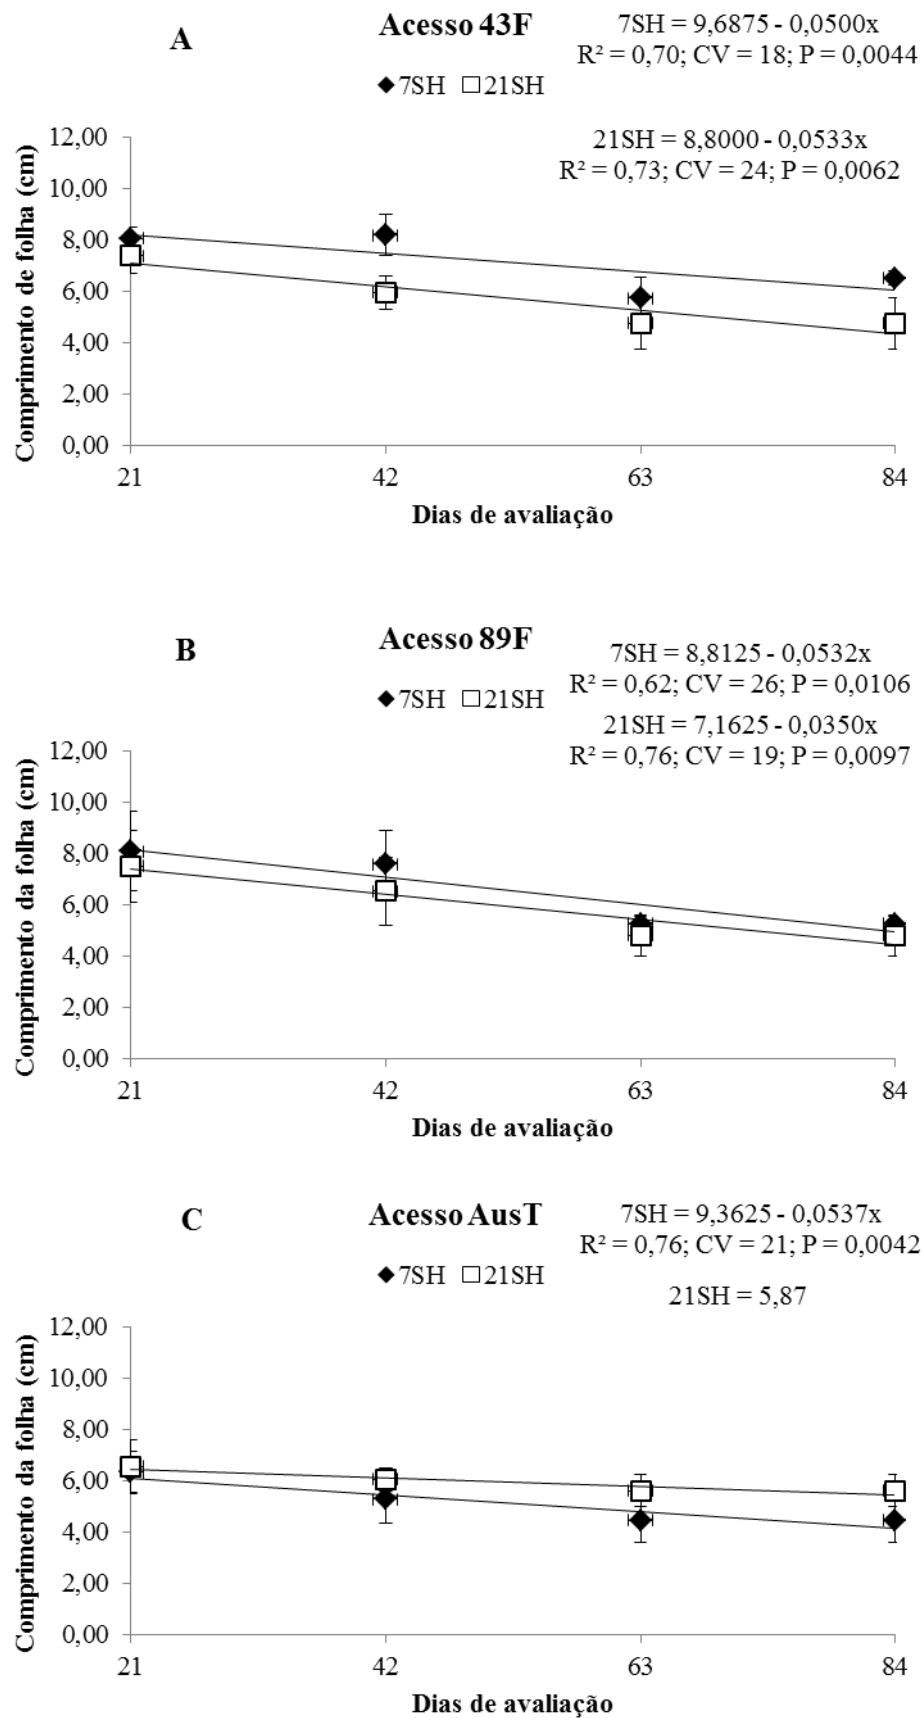 A
Acesso 43F
7SH = 9,6875 - 0,0500x
R² = 0,70; CV = 18; P = 0,0044
7SH 21SH
21SH = 8,8000 - 0,0533x
R² = 0,73; CV = 24; P = 0,0062
Comprimento de folha (cm)
12,00
10,00
8,00
6,00
4,00
2,00
0,00
21 42 63 84
Dias de avaliação
B
Acesso 89F
7SH = 8,8125 - 0,0532x
R² = 0,62; CV = 26; P = 0,0106
7SH 21SH
21SH = 7,1625 - 0,0350x
R² = 0,76; CV = 19; P = 0,0097
Comprimento da folha (cm)
12,00
10,00
8,00
6,00
4,00
2,00
0,00
21 42 63 84
Dias de avaliação
C
Acesso AusT
7SH = 9,3625 - 0,0537x
R² = 0,76; CV = 21; P = 0,0042
7SH 21SH
21SH = 5,87
Comprimento da folha (cm)
12,00
10,00
8,00
6,00
4,00
2,00
0,00
21 42 63 84
Dias de avaliação